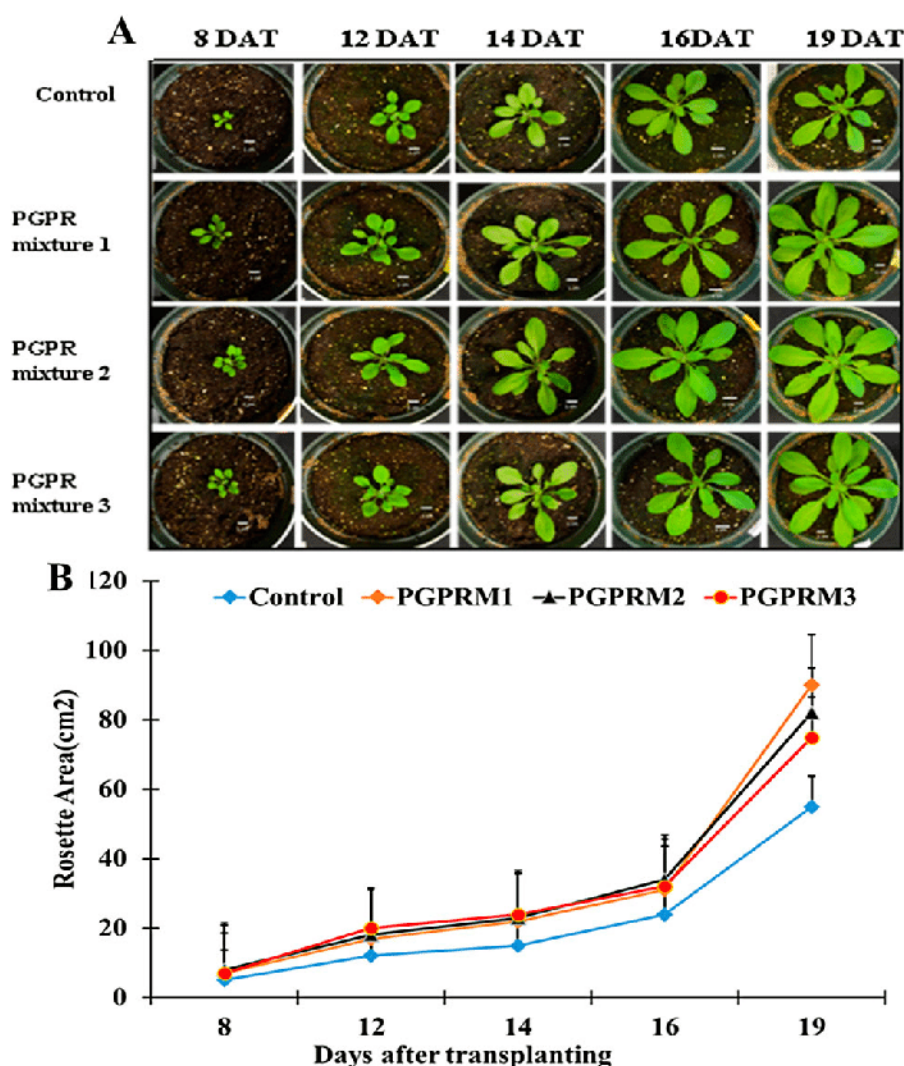 A
8 DAT 12 DAT 14 DAT 16DAT 19 DAT
Control
PGPR
mixture 1
PGPR
mixture 2
PGPR
mixture 3
B
120
Control PGPRM1 PGPRM2 PGPRM3
100
80
60
40
20
0
Rosette Area(cm2)
8 12 14 16 19
Days after transplanting